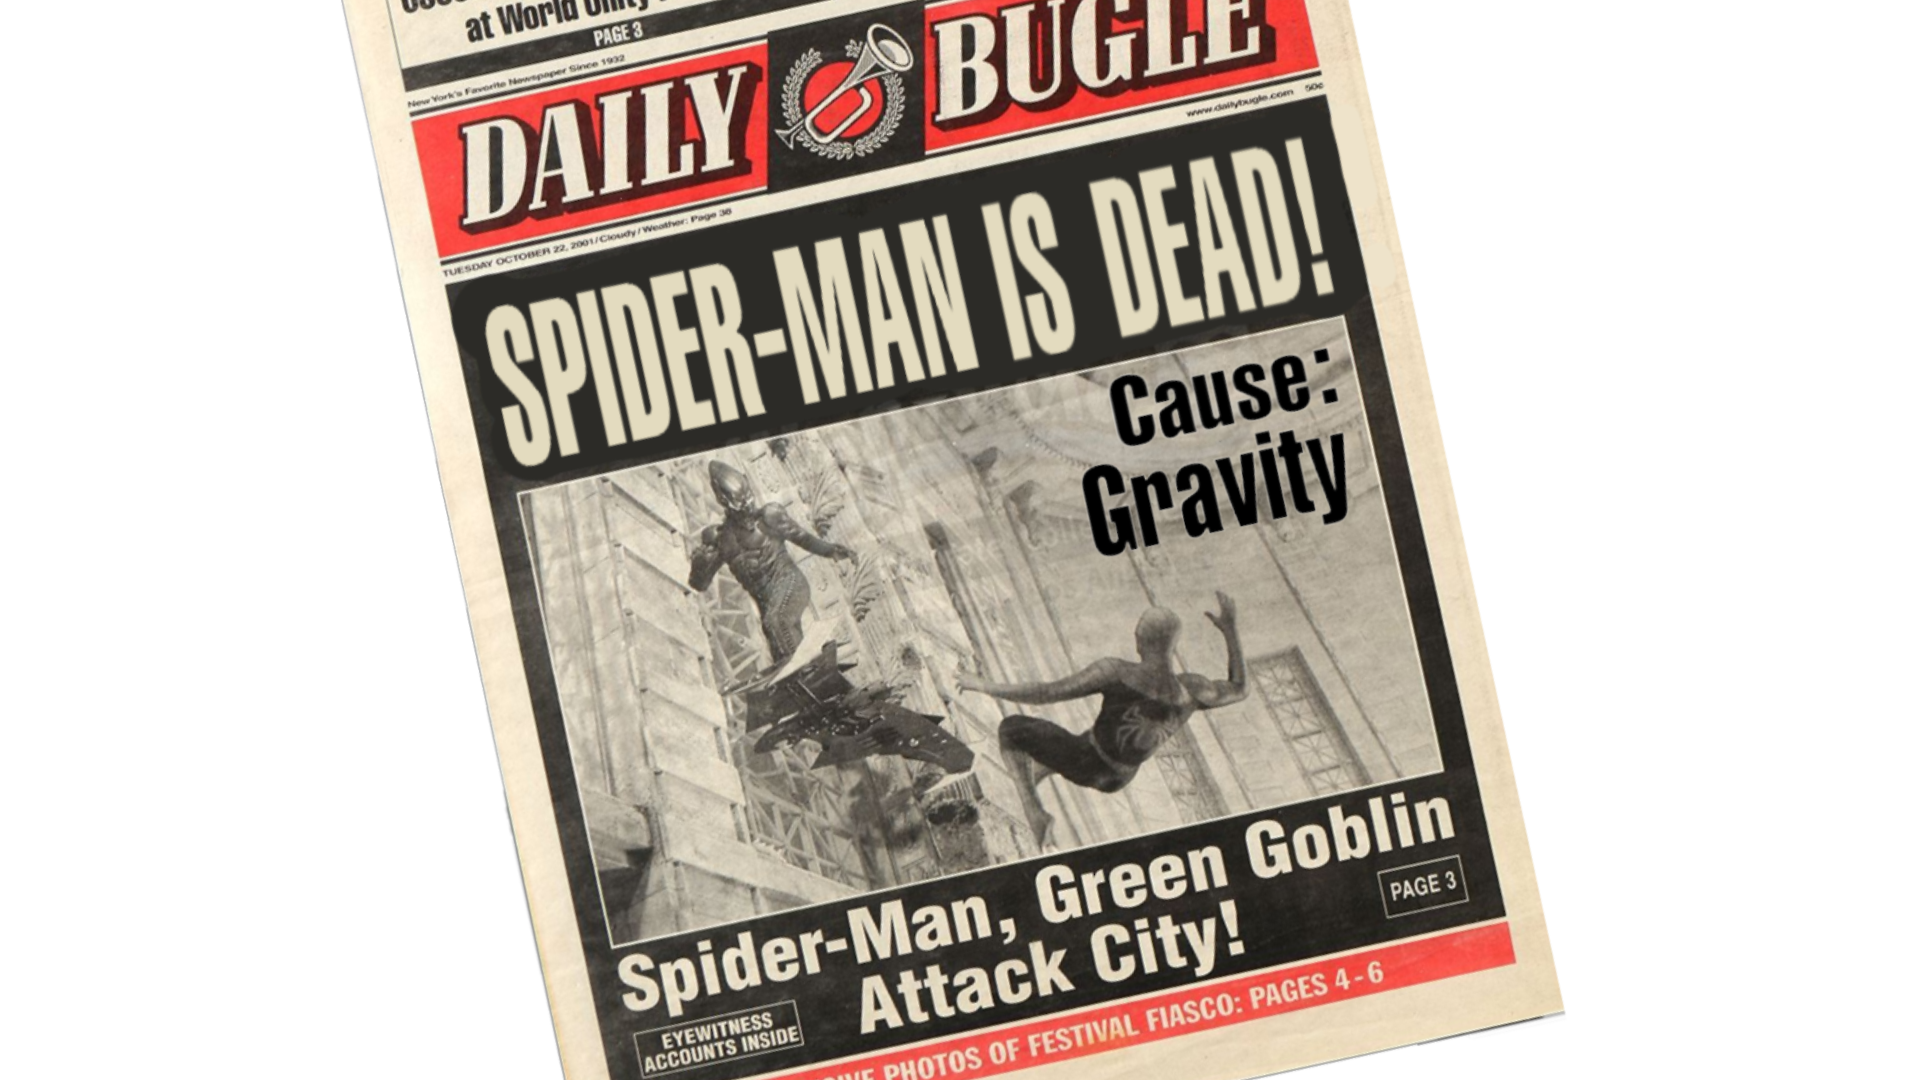 at World Unity
PAGE 3
New York's Favorite Newspaper Since 1932
DAILY BUGLE
www.dailybugle.com 50¢
TUESDAY OCTOBER 22, 2001/Cloudy/Weather: Page 36
SPIDER-MAN IS DEAD!
Cause:
Gravity
Spider-Man, Green Goblin
Attack City!
PAGE 3
EYEWITNESS
ACCOUNTS INSIDE
PHOTOS OF FESTIVAL FIASCO: PAGES 4-6